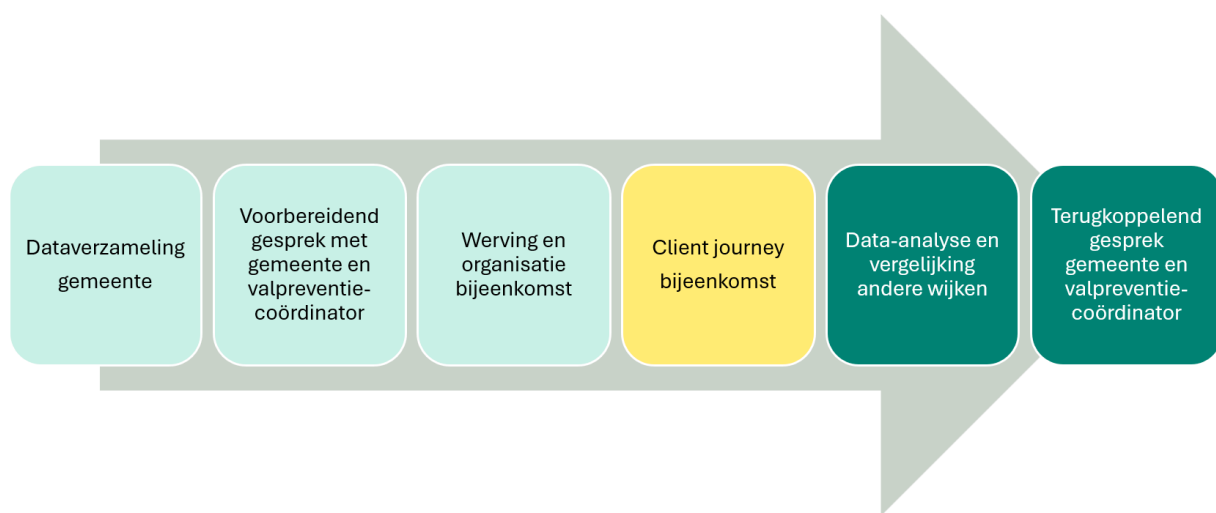 Dataverzameling
gemeente
Voorbereidend
gesprek met
gemeente en
valpreventie-
coördinator
Werving en
organisatie
bijeenkomst
Client journey
bijeenkomst
Data-analyse en
vergelijking
andere wijken
Terugkoppelend
gesprek
gemeente en
valpreventie-
coördinator